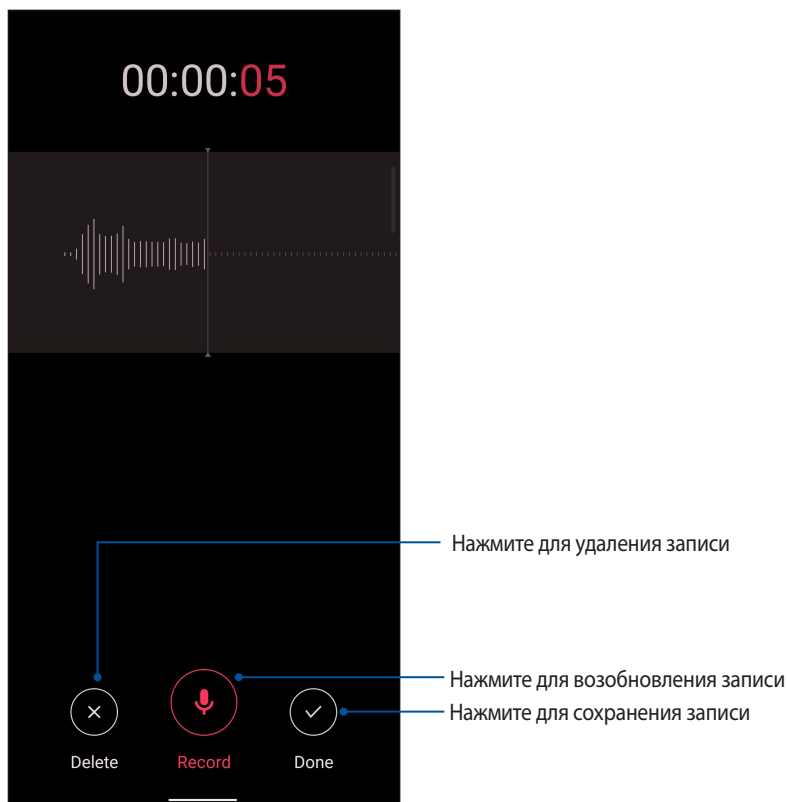 00:00:05
Нажмите для удаления записи
Нажмите для возобновления записи
Нажмите для сохранения записи
Delete Record Done